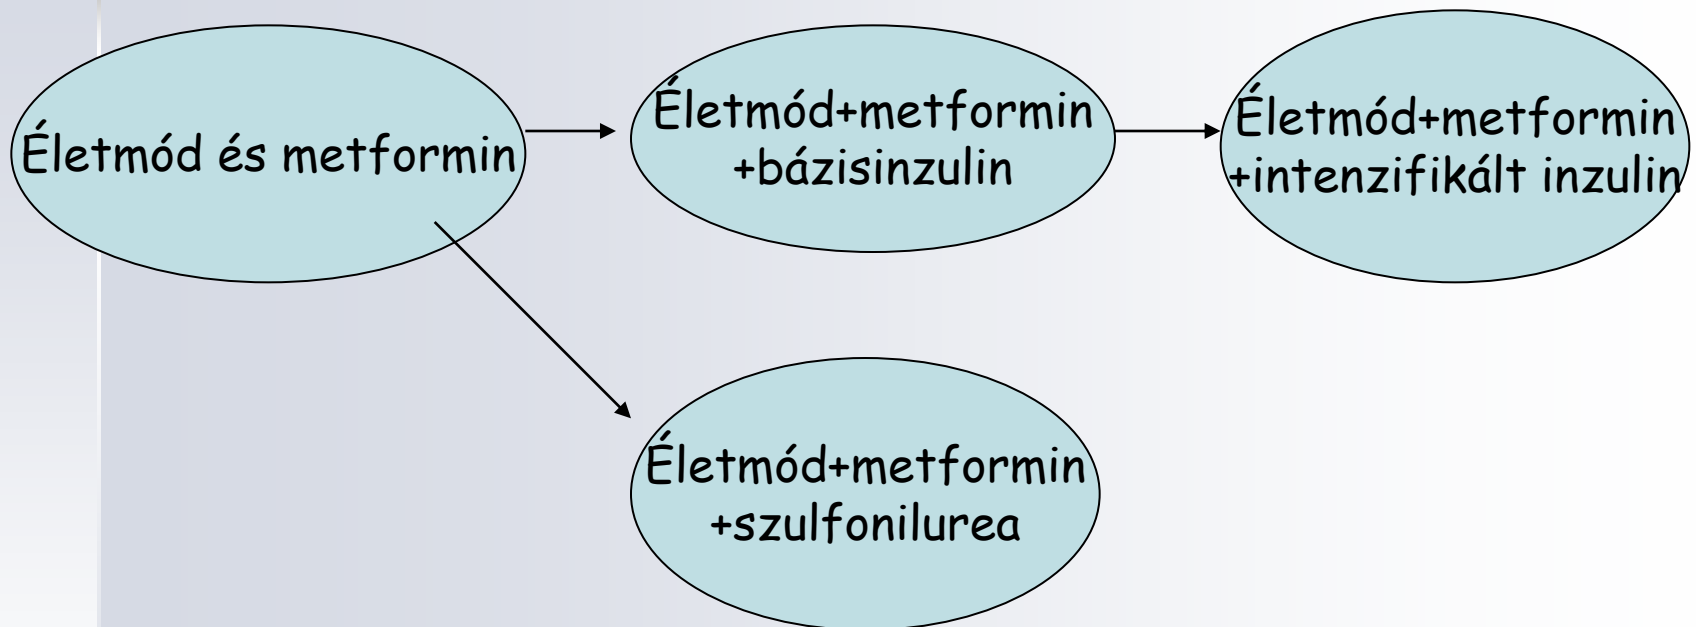 Életmód és metformin
Életmód+metformin
+bázisinzulin
Életmód+metformin
+intenzifikált inzulin
Életmód+metformin
+szulfonilurea